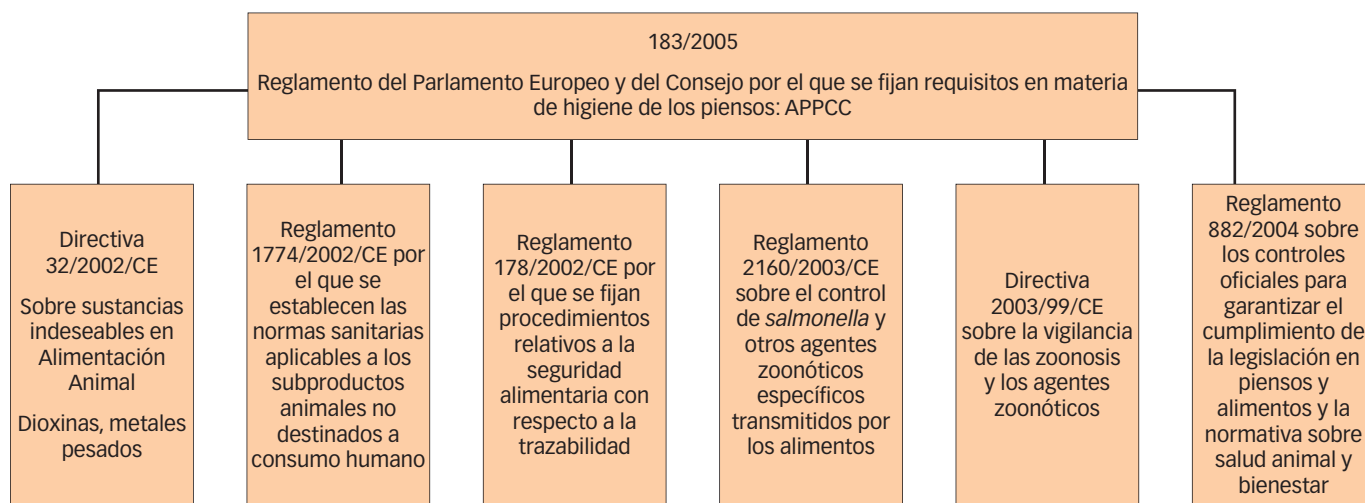 183/2005
Reglamento del Parlamento Europeo y del Consejo por el que se fijan requisitos en materia
de higiene de los piensos: APPCC
Directiva
32/2002/CE
Sobre sustancias
indeseables en
Alimentación
Animal
Dioxinas, metales
pesados
Reglamento
1774/2002/CE por
el que se
establecen las
normas sanitarias
aplicables a los
subproductos
animales no
destinados a
consumo humano
Reglamento
178/2002/CE por
el que se fijan
procedimientos
relativos a la
seguridad
alimentaria con
respecto a la
trazabilidad
Reglamento
2160/2003/CE
sobre el control
de salmonella y
otros agentes
zoonóticos
específicos
transmitidos por
los alimentos
Directiva
2003/99/CE
sobre la vigilancia
de las zoonosis
y los agentes
zoonóticos
Reglamento
882/2004 sobre
los controles
oficiales para
garantizar el
cumplimiento de
la legislación en
piensos y
alimentos y la
normativa sobre
salud animal y
bienestar